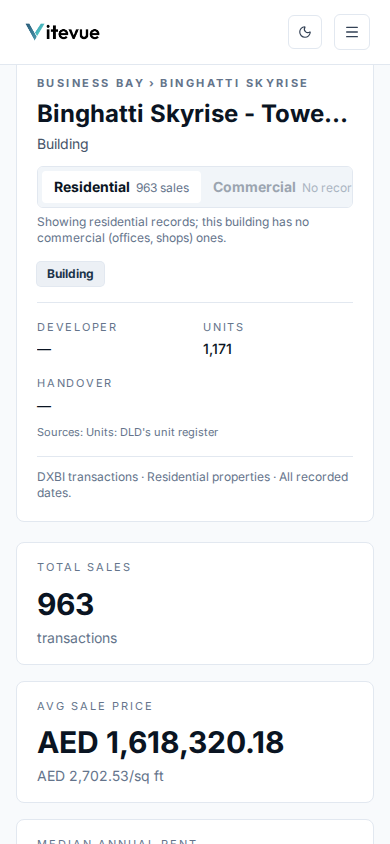 Vitevue
BUSINESS BAY › BINGHATTI SKYRISE
Binghatti Skyrise - Towe...
Building
Residential 963 sales Commercial No recor
Showing residential records; this building has no
commercial (offices, shops) ones.
Building
DEVELOPER UNITS
— 1,171
HANDOVER
—
Sources: Units: DLD's unit register
DXBI transactions · Residential properties · All recorded
dates.
TOTAL SALES
963
transactions
AVG SALE PRICE
AED 1,618,320.18
AED 2,702.53/sq ft
MEDIAN ANNUAL RENT